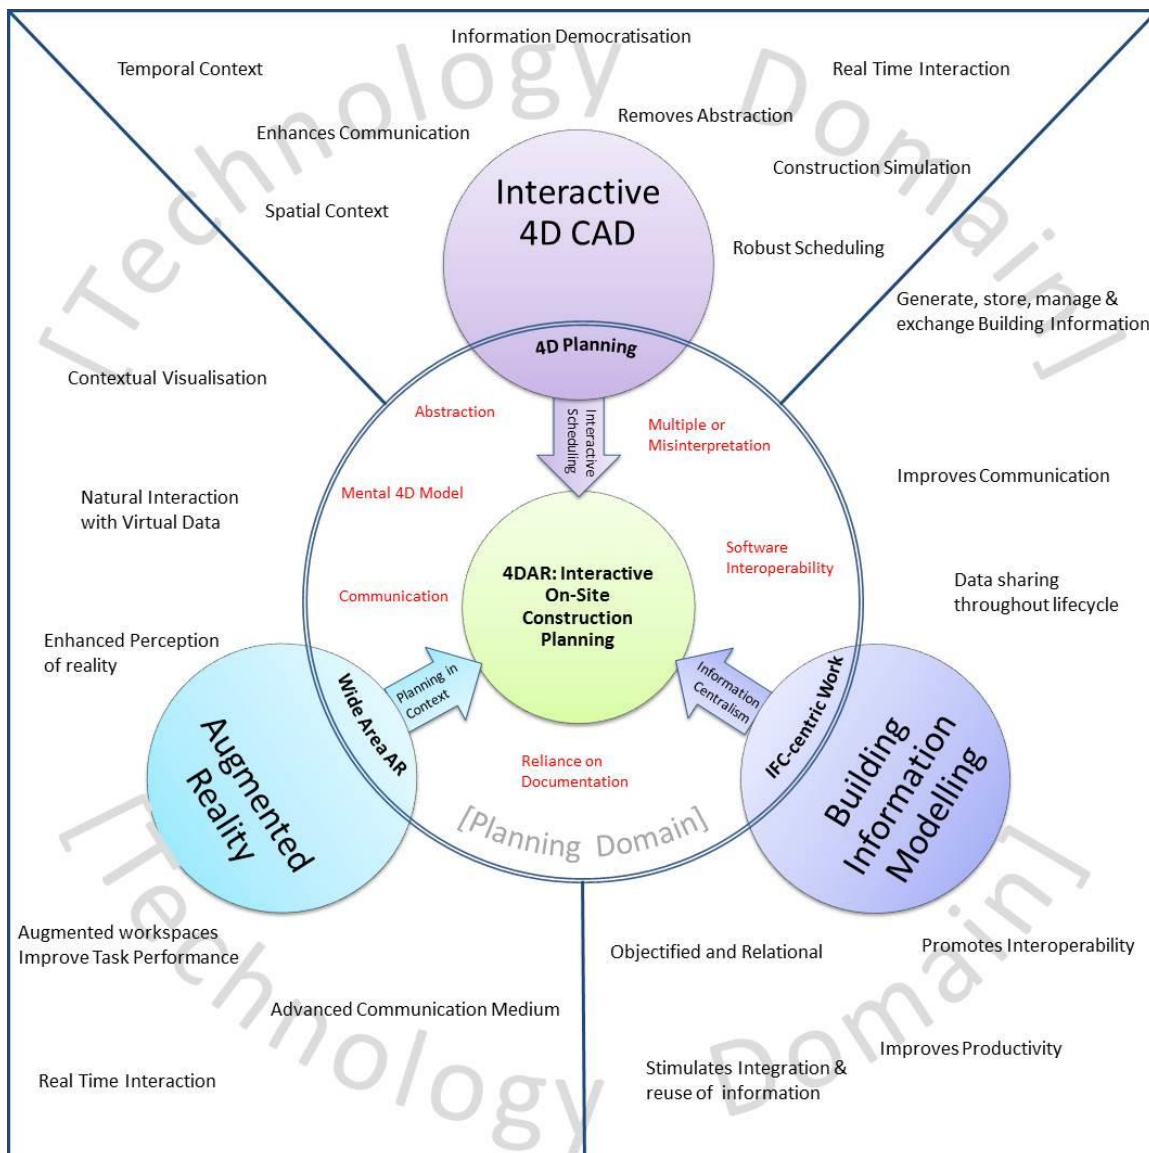 Information Democratisation
Temporal Context
Real Time Interaction
[Technology Domain]
Removes Abstraction
Enhances Communication
Construction Simulation
Interactive
4D CAD
Spatial Context
Robust Scheduling
Generate, store, manage &
exchange Building Information
4D Planning
Contextual Visualisation
Abstraction
Interactive
Scheduling
Multiple or
Misinterpretation
Improves Communication
Mental 4D Model
Natural Interaction
with Virtual Data
Software
Interoperability
4DAR: Interactive
On-Site
Construction
Planning
Communication
Data sharing
throughout lifecycle
Enhanced Perception
of reality
Planning in
Context
Information
Centralism
Wide Area AR
IFC-centric Work
Augmented
Reality
Building
Information
Modelling
Reliance on
Documentation
[Planning Domain]
[Technology Domain]
Augmented workspaces
Improve Task Performance
Objectified and Relational
Promotes Interoperability
Advanced Communication Medium
Improves Productivity
Real Time Interaction
Stimulates Integration &
reuse of information